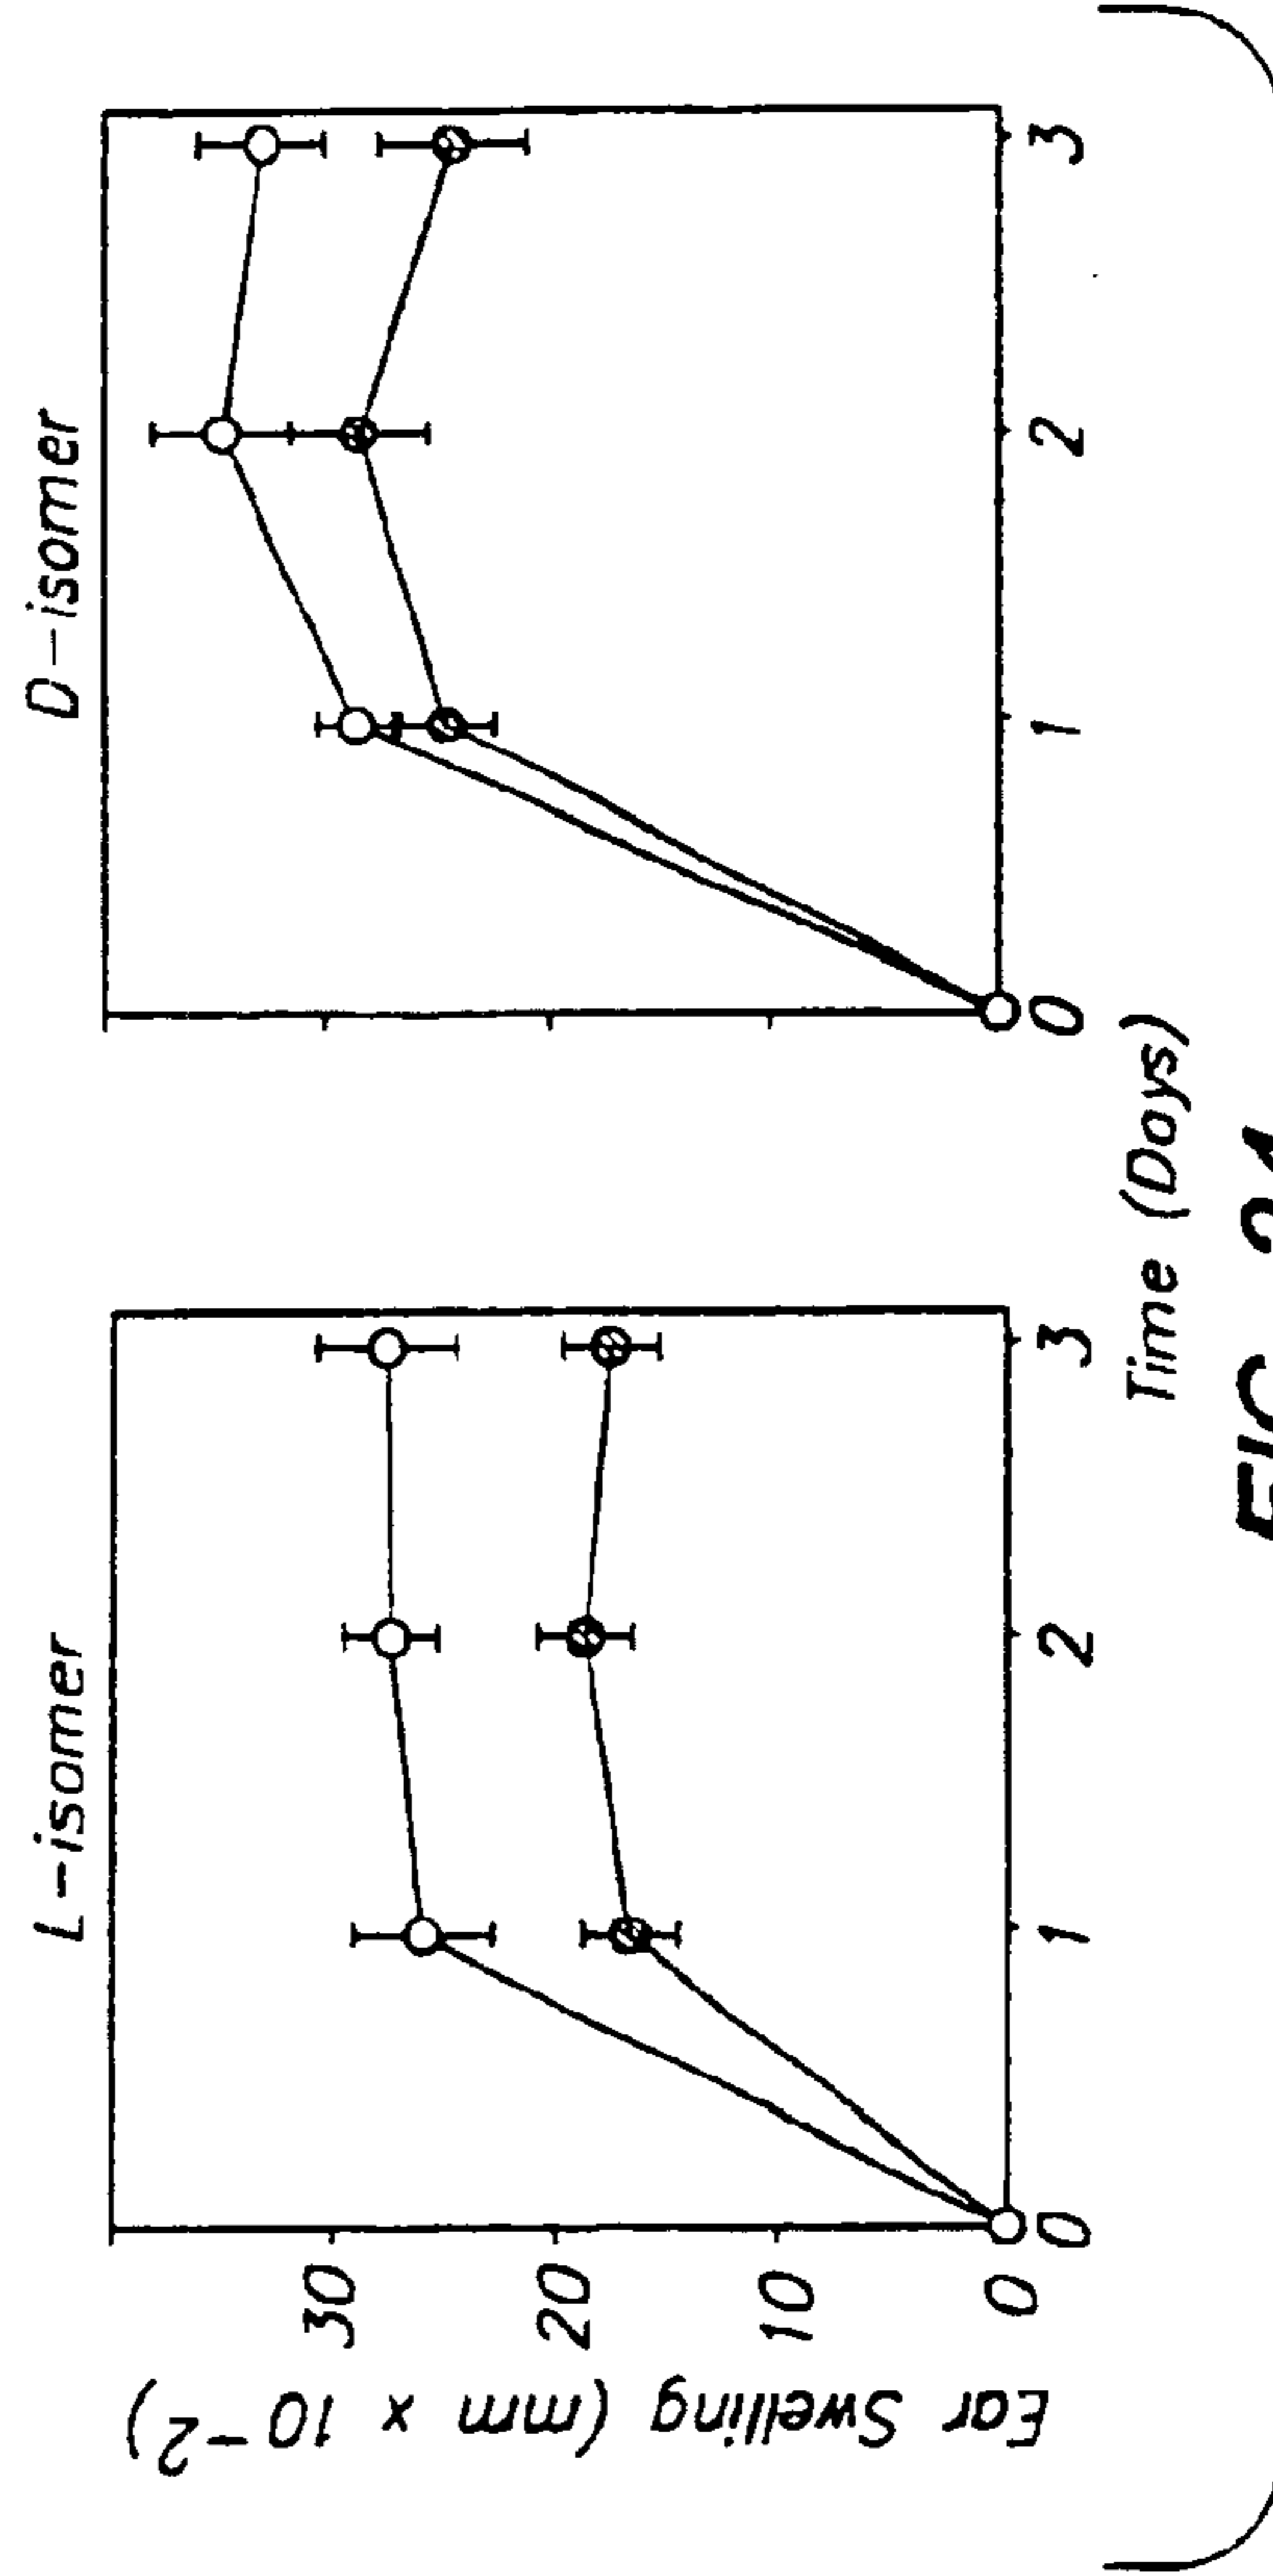 L-isomer
D-isomer
Ear Swelling (mm x 10⁻²)
30
20
10
0
0 1 2 3
0 1 2 3
Time (Days)